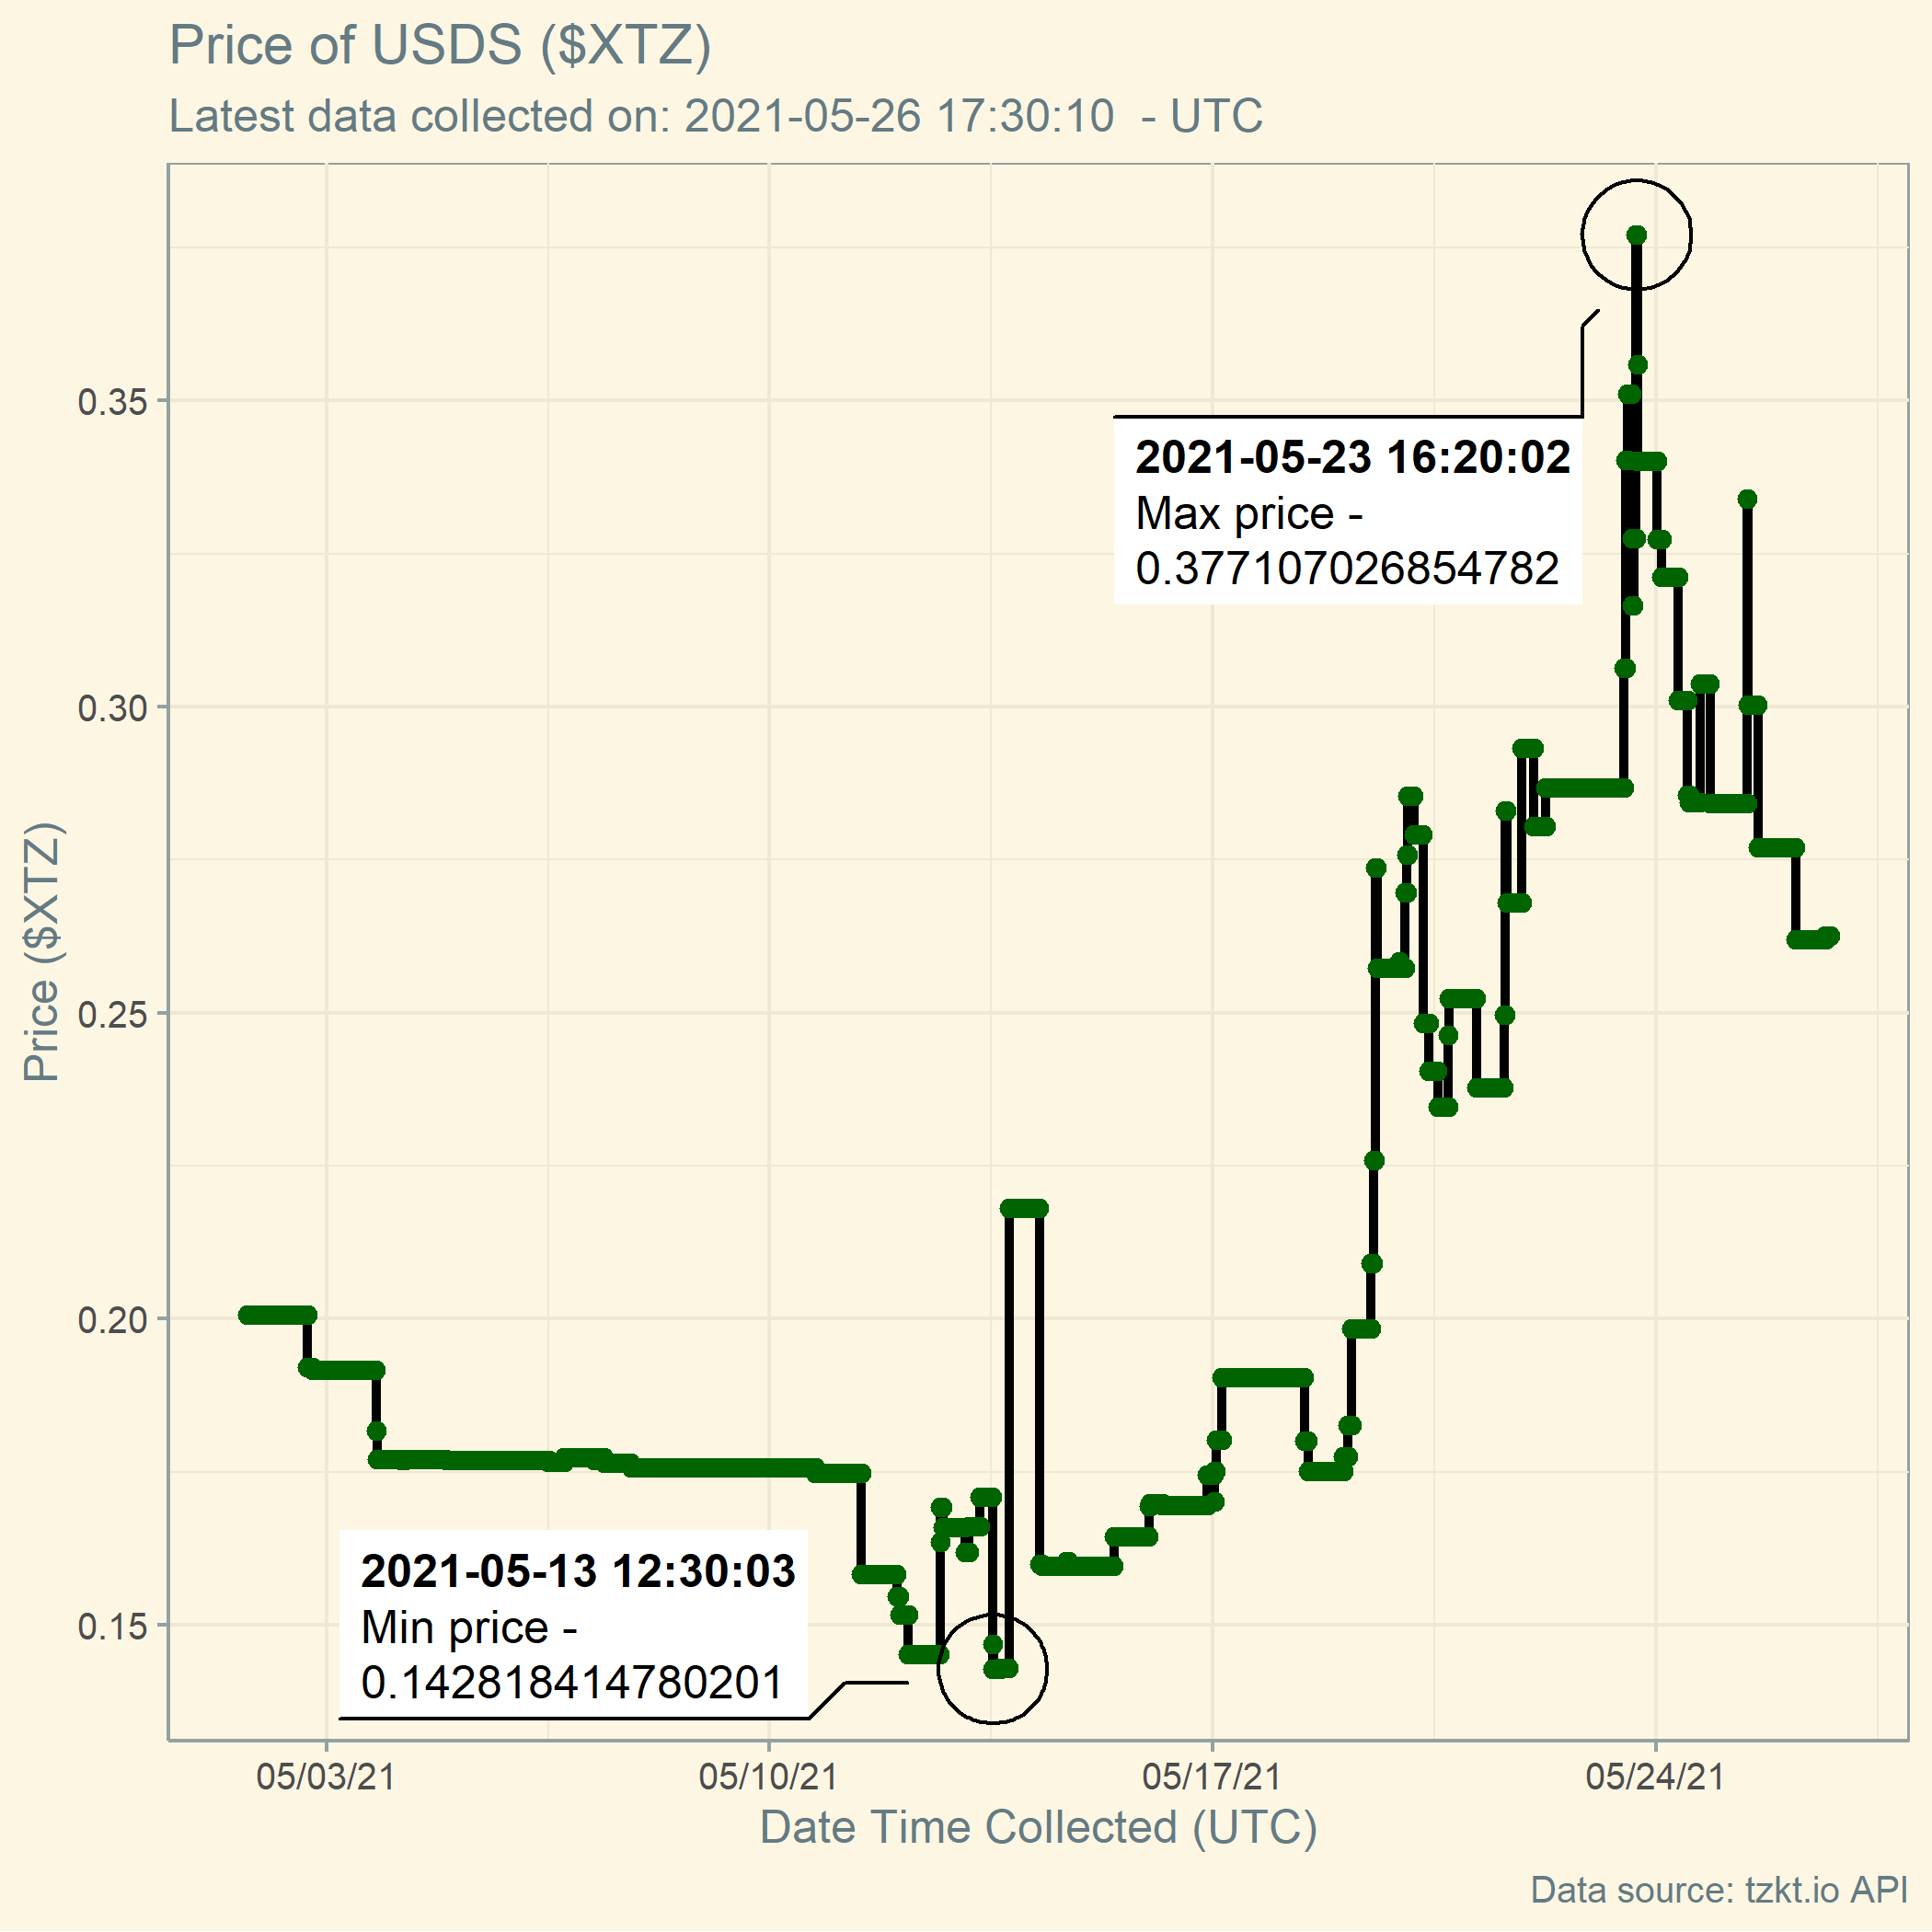 Price of USDS ($XTZ)
Latest data collected on: 2021-05-26 17:30:10  - UTC
Price ($XTZ)
0.35
0.30
0.25
0.20
0.15
2021-05-23 16:20:02
Max price -
0.377107026854782
2021-05-13 12:30:03
Min price -
0.142818414780201
05/03/21
05/10/21
05/17/21
05/24/21
Date Time Collected (UTC)
Data source: tzkt.io API